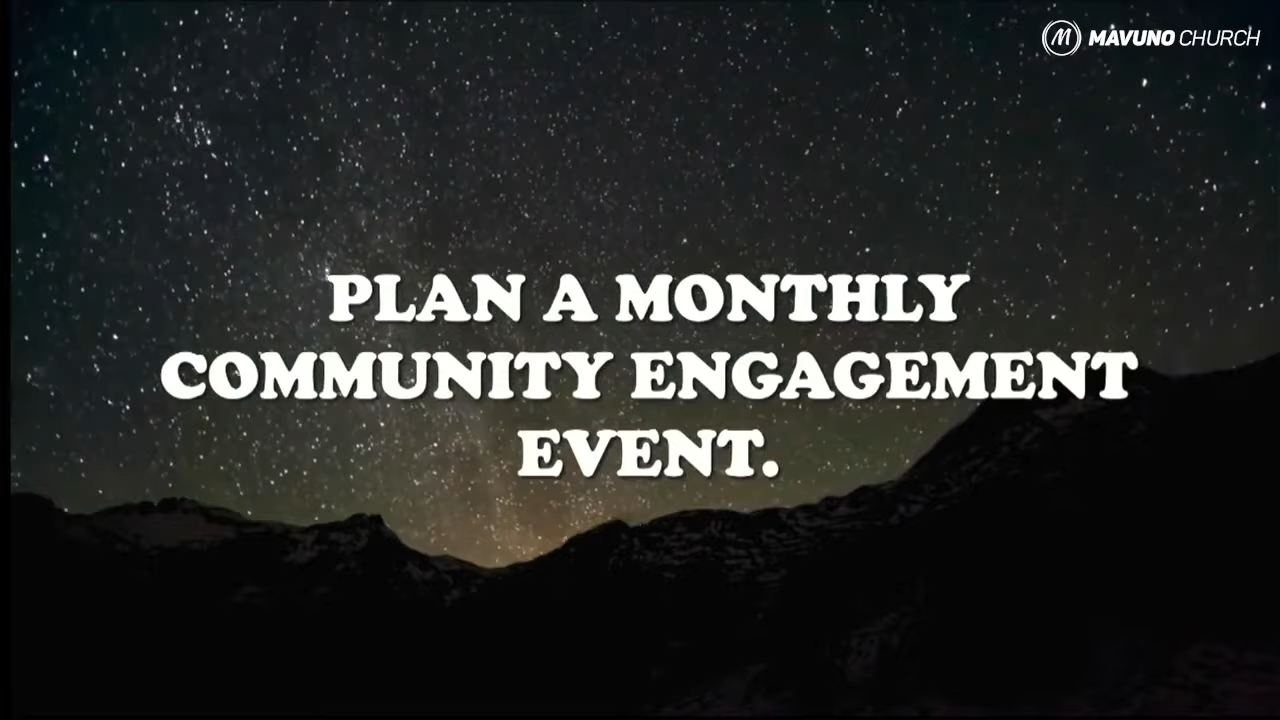 MAVUNO CHURCH
PLAN A MONTHLY
COMMUNITY ENGAGEMENT
EVENT.